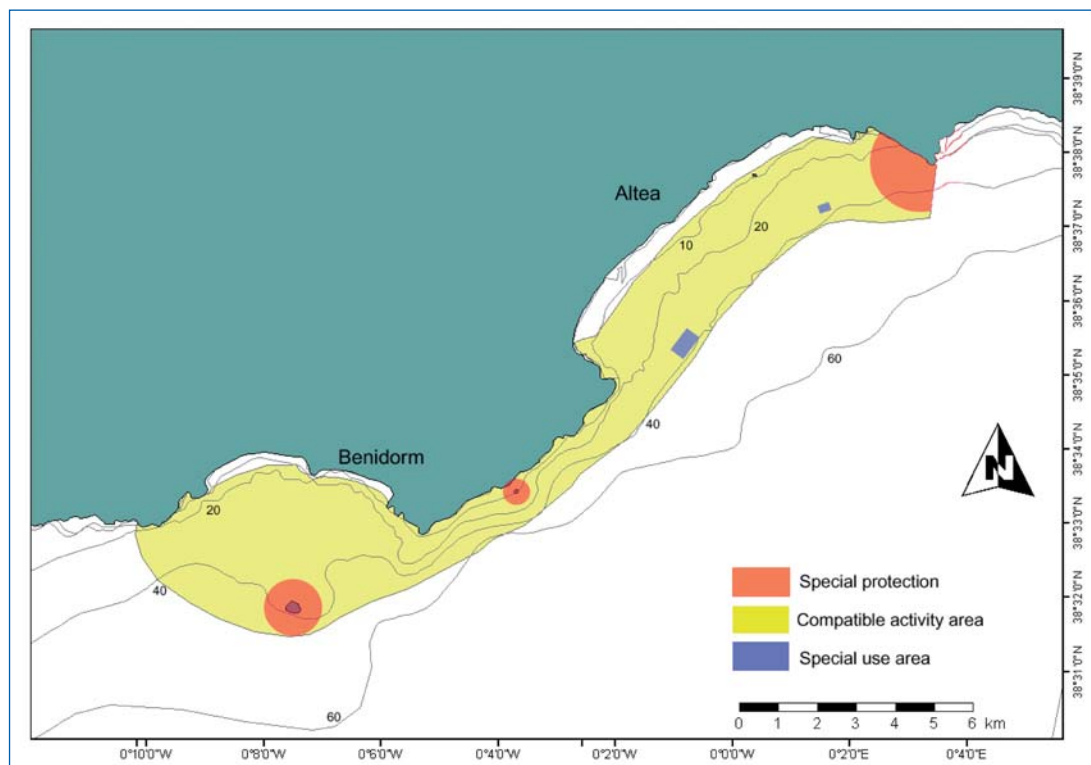 Altea
Benidorm
10
20
20
40
40
60
60
N
Special protection
Compatible activity area
Special use area
0 1 2 3 4 5 6 km
38°39'0"N
38°38'0"N
38°37'0"N
38°36'0"N
38°35'0"N
38°34'0"N
38°33'0"N
38°32'0"N
38°31'0"N
0°10'0"W 0°8'0"W 0°6'0"W 0°4'0"W 0°2'0"W 0°0'0"W 0°2'0"E 0°4'0"E